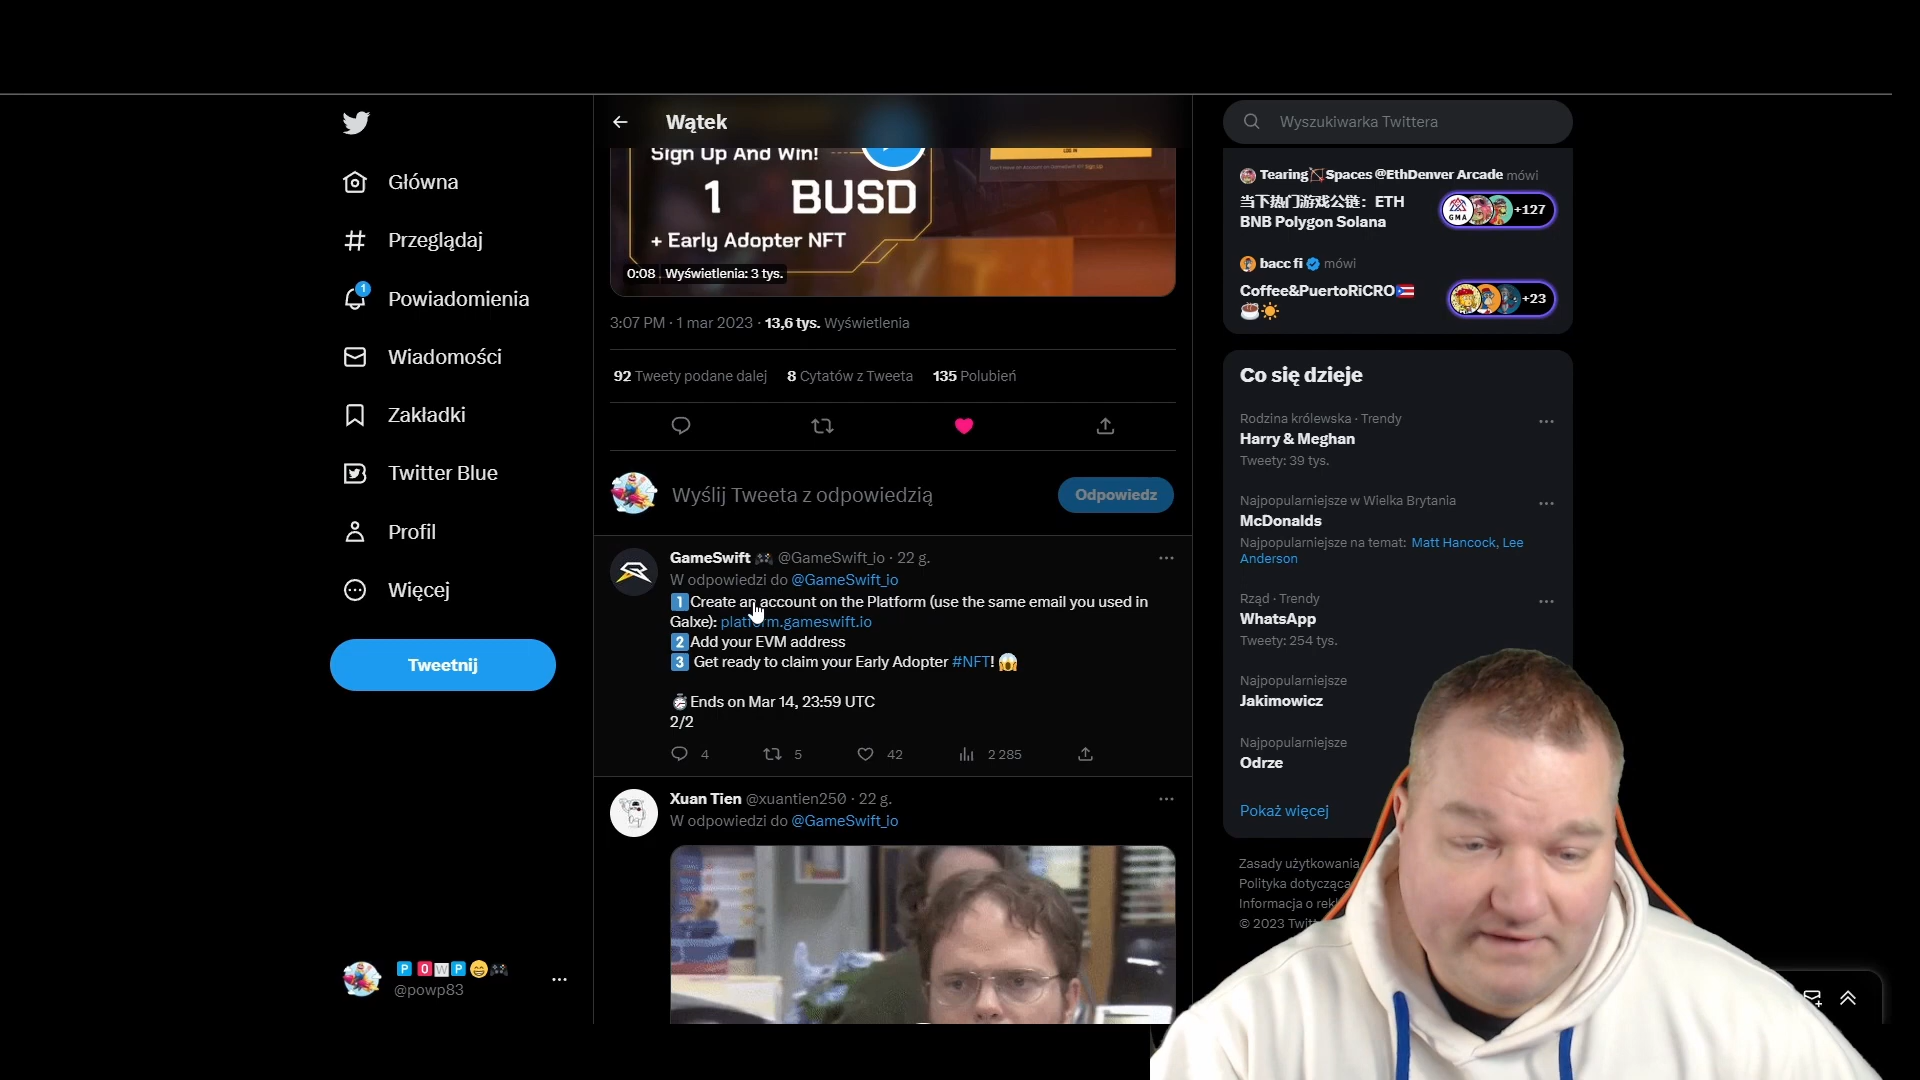 Główna
Przeglądaj
1
Powiadomienia
Wiadomości
Zakładki
Twitter Blue
Profil
Więcej
Tweetnij
P O W P 😁🎮
@powp83
Wątek
Sign Up And Win!
1 BUSD
+ Early Adopter NFT
LOG IN
0:08 Wyświetlenia: 3 tys.
3:07 PM · 1 mar 2023 · 13,6 tys. Wyświetlenia
92 Tweety podane dalej 8 Cytatów z Tweeta 135 Polubień
Wyślij Tweeta z odpowiedzią
Odpowiedz
GameSwift 🎮 @GameSwift_io · 22 g.
W odpowiedzi do @GameSwift_io
1️⃣Create an account on the Platform (use the same email you used in
Galxe): platform.gameswift.io
2️⃣Add your EVM address
3️⃣ Get ready to claim your Early Adopter #NFT! 😱
⏱Ends on Mar 14, 23:59 UTC
2/2
4 5 42 2 285
Xuan Tien @xuantien250 · 22 g.
W odpowiedzi do @GameSwift_io
Wyszukiwarka Twittera
Tearing🏹Spaces @EthDenver Arcade mówi
当下热门游戏公链：ETH
BNB Polygon Solana
GMA
+127
bacc fi mówi
Coffee&PuertoRiCRO🇵🇷
☕☀
+23
Co się dzieje
Rodzina królewska · Trendy
Harry & Meghan
Tweety: 39 tys.
Najpopularniejsze w Wielka Brytania
McDonalds
Najpopularniejsze na temat: Matt Hancock, Lee
Anderson
Rząd · Trendy
WhatsApp
Tweety: 254 tys.
Najpopularniejsze
Jakimowicz
Najpopularniejsze
Odrze
Pokaż więcej
Zasady użytkowania
Polityka dotycząca
Informacja o rekl
© 2023 Twitt